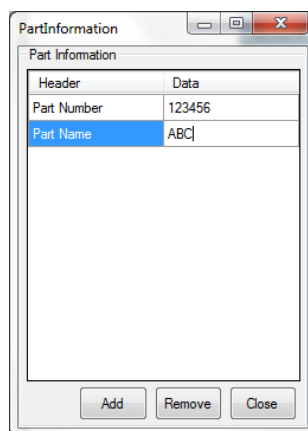 PartInformation
Part Information
Header Data
Part Number 123456
Part Name ABC
Add Remove Close